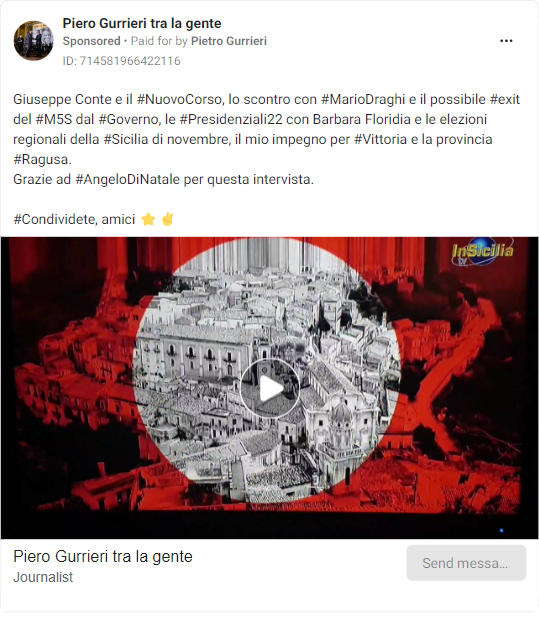 Piero Gurrieri tra la gente
Sponsored • Paid for by Pietro Gurrieri
ID: 714581966422116
Giuseppe Conte e il #NuovoCorso, lo scontro con #MarioDraghi e il possibile #exit
del #M5S dal #Governo, le #Presidenziali22 con Barbara Floridia e le elezioni
regionali della #Sicilia di novembre, il mio impegno per #Vittoria e la provincia
#Ragusa.
Grazie ad #AngeloDiNatale per questa intervista.
#Condividete, amici ⭐✌
InSicilia
tv
Piero Gurrieri tra la gente
Journalist
Send messa...